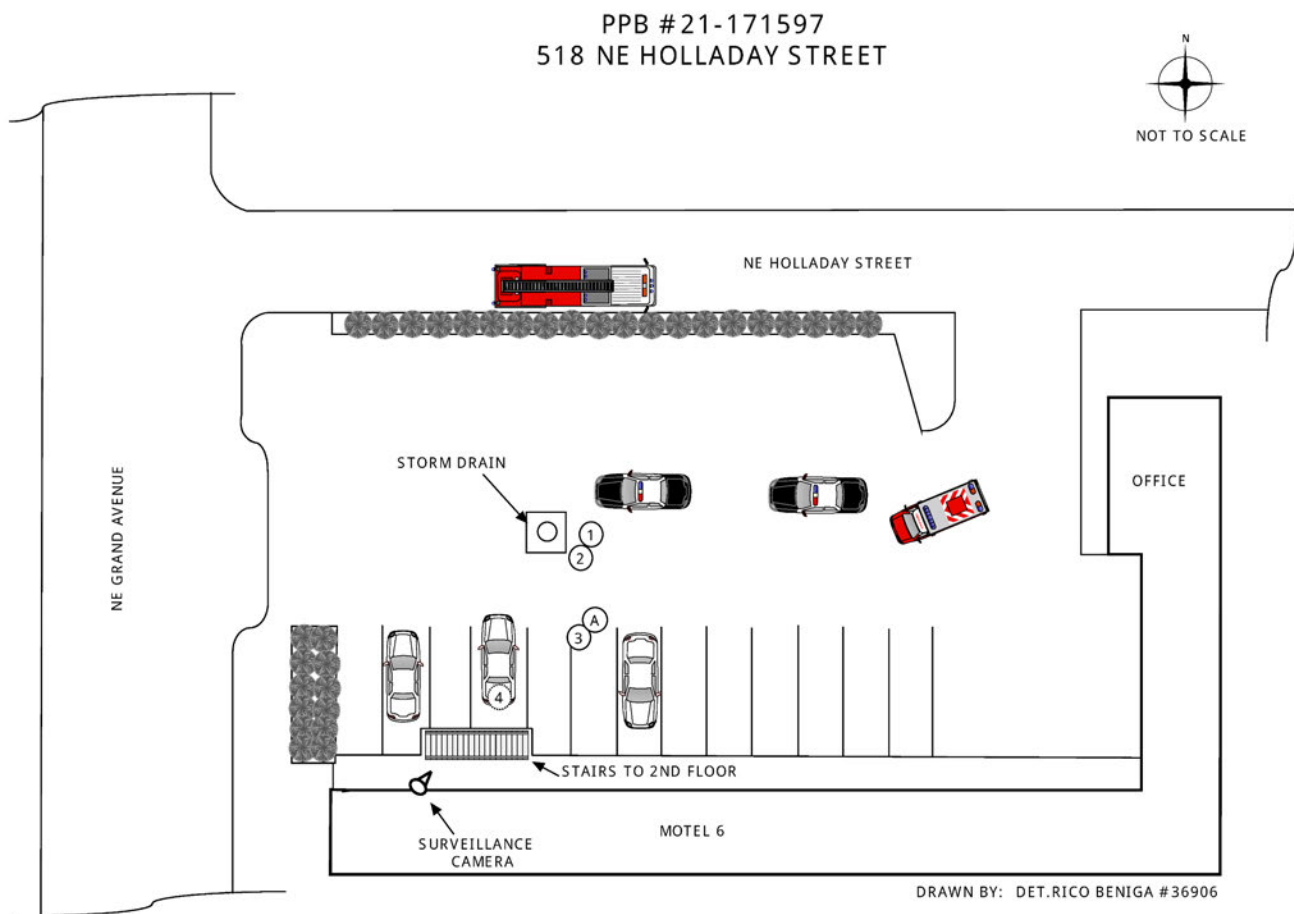 PPB #21-171597
518 NE HOLLADAY STREET
N
NOT TO SCALE
NE HOLLADAY STREET
STORM DRAIN
OFFICE
NE GRAND AVENUE
1
2
A
3
4
STAIRS TO 2ND FLOOR
MOTEL 6
SURVEILLANCE
CAMERA
DRAWN BY: DET.RICO BENIGA #36906